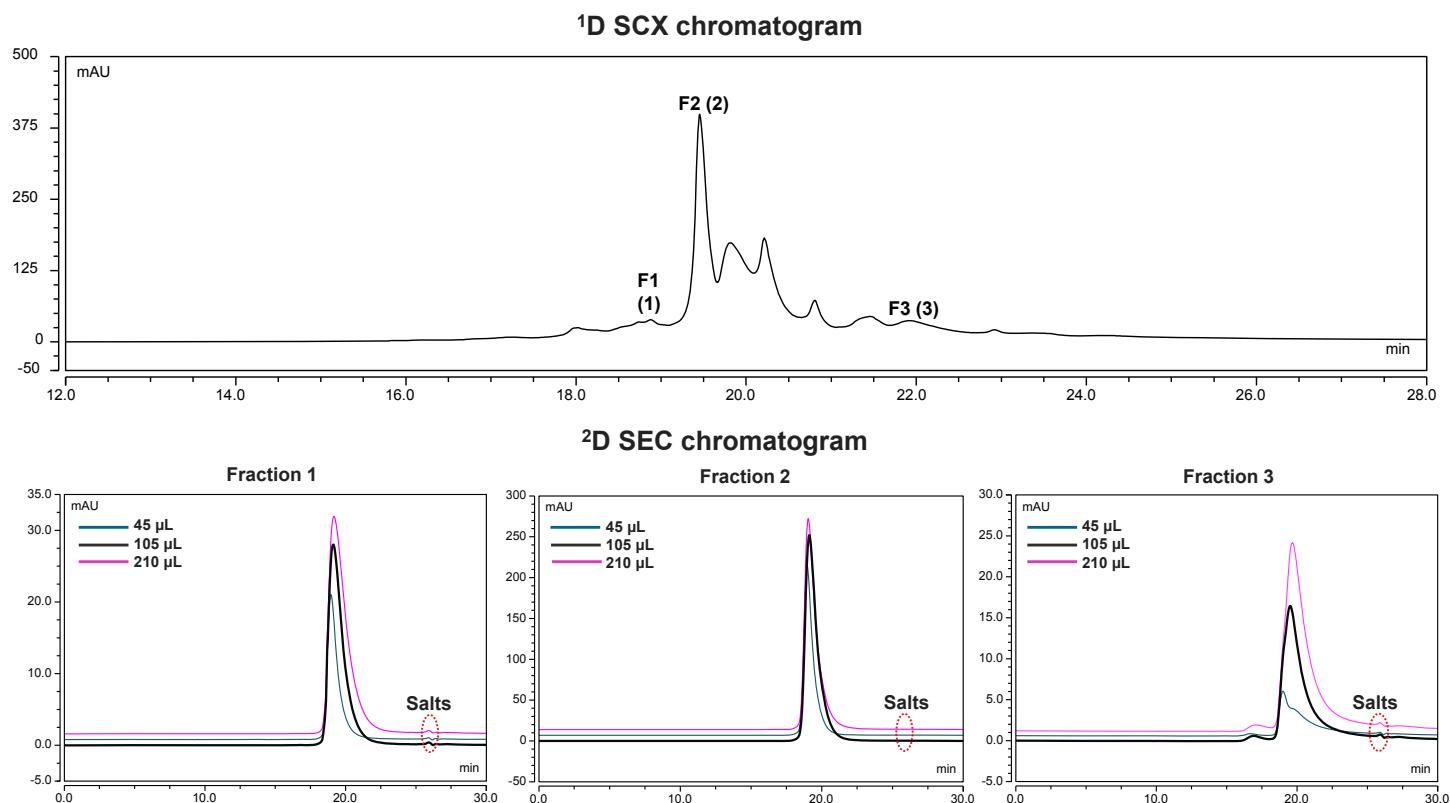 ¹D SCX chromatogram
500
mAU
375
250
125
0
-50
F1
(1)
F2 (2)
F3 (3)
min
12.0 14.0 16.0 18.0 20.0 22.0 24.0 26.0 28.0
²D SEC chromatogram
Fraction 1
35.0
mAU
30.0
20.0
10.0
0.0
-5.0
45 µL
105 µL
210 µL
Salts
min
0.0 10.0 20.0 30.0
Fraction 2
300
mAU
250
200
150
100
50
0
-50
45 µL
105 µL
210 µL
Salts
min
0.0 10.0 20.0 30.0
Fraction 3
30.0
mAU
25.0
20.0
15.0
10.0
5.0
0.0
-5.0
45 µL
105 µL
210 µL
Salts
min
0.0 10.0 20.0 30.0